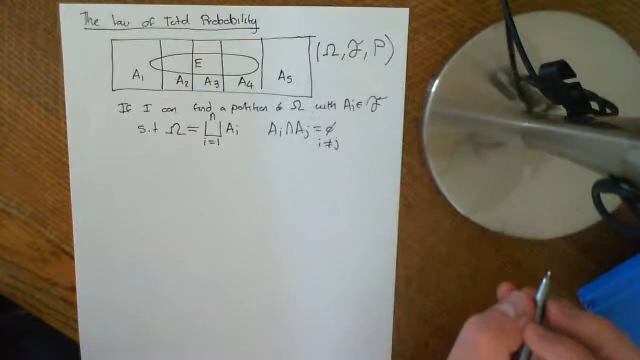 The Law of Total Probability
A₁ A₂ E A₃ A₄ A₅ (Ω, ℱ, P)
If I can find a partition of Ω with Aᵢ ∈ ℱ
s.t Ω = ⨆ⁿᵢ₌₁ Aᵢ Aᵢ ∩ Aⱼ = ∅
i ≠ j